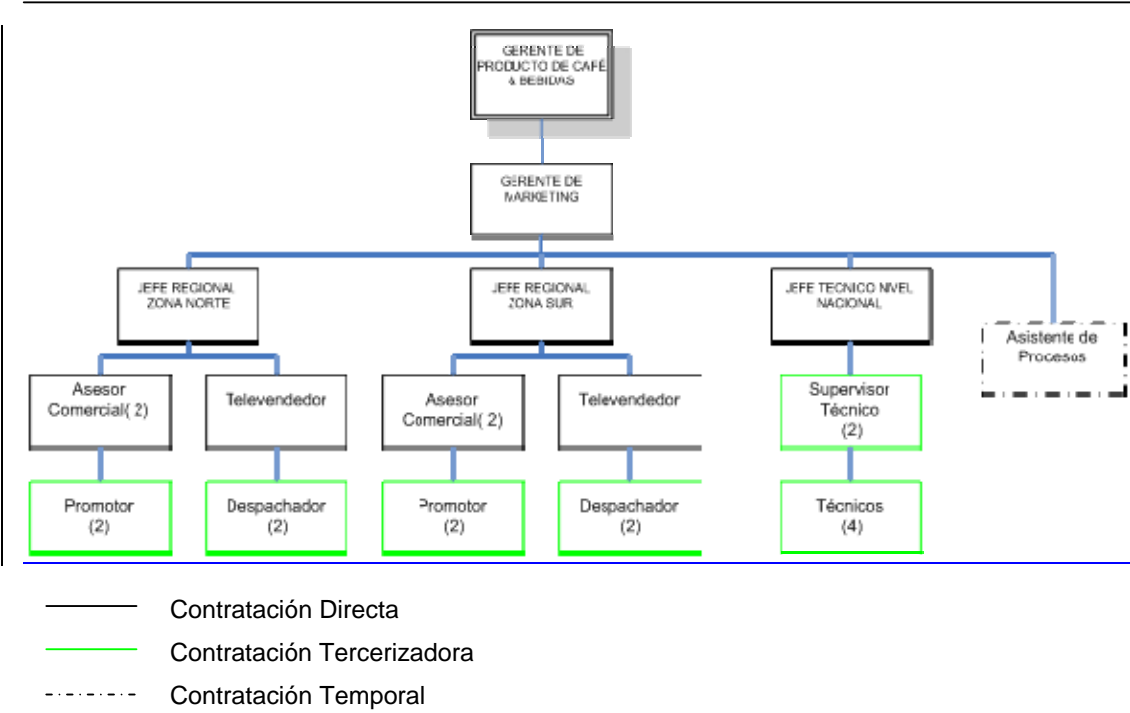 GERENTE DE
PRODUCTO DE CAFÉ
& BEBIDAS
GERENTE DE
MARKETING
JEFE REGIONAL
ZONA NORTE
JEFE REGIONAL
ZONA SUR
JEFE TECNICO NIVEL
NACIONAL
Asistente de
Procesos
Asesor
Comercial( 2)
Televendedor
Asesor
Comercial( 2)
Televendedor
Supervisor
Técnico
(2)
Promotor
(2)
Despachador
(2)
Promotor
(2)
Despachador
(2)
Técnicos
(4)
Contratación Directa
Contratación Tercerizadora
Contratación Temporal